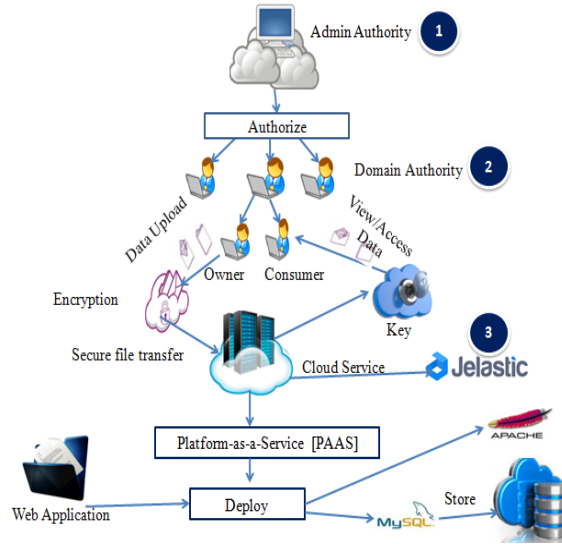 Admin Authority
1
Authorize
Domain Authority
2
Data Upload
View/Access
Data
Owner
Consumer
Encryption
Key
3
Secure file transfer
Cloud Service
Jelastic
Platform-as-a-Service [PAAS]
APACHE
Web Application
Deploy
MySQL
Store